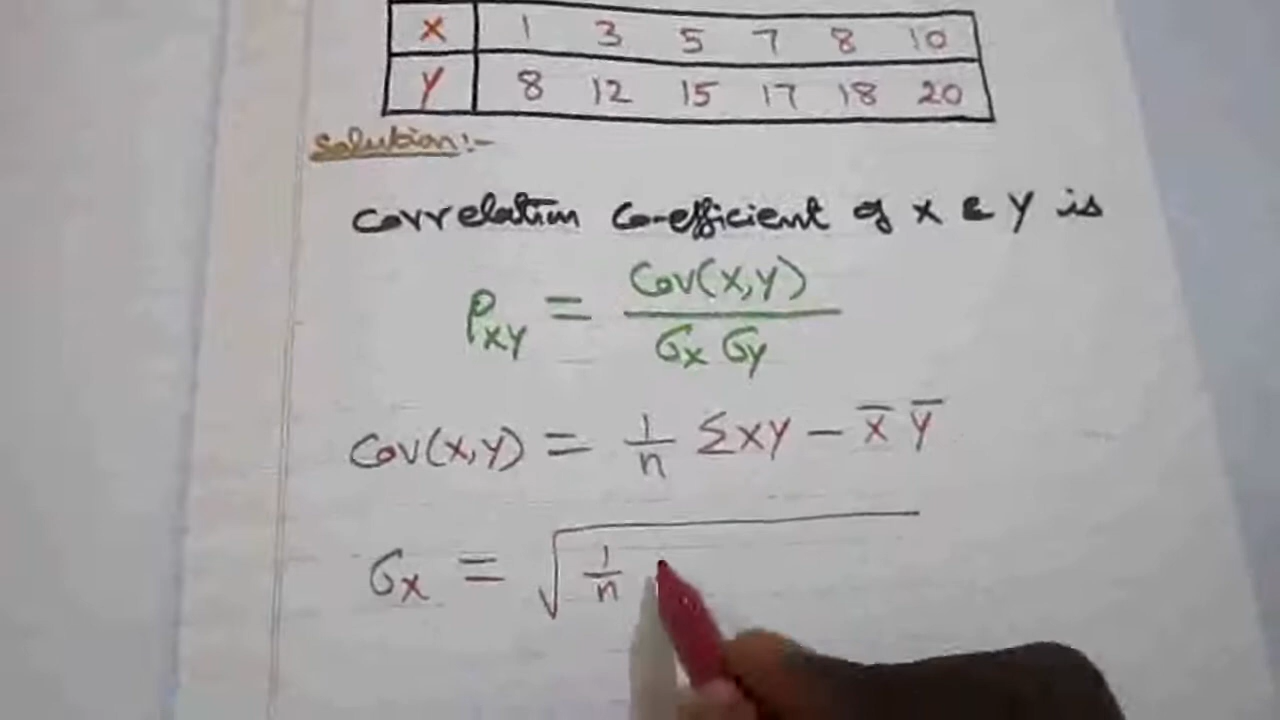 X 1 3 5 7 8 10
Y 8 12 15 17 18 20
Solution:-
Correlation Co-efficient of X & Y is
ρXY = Cov(X,Y) / σX σY
Cov(X,Y) = 1/n ΣXY - X̅ Y̅
σX = √ 1/n